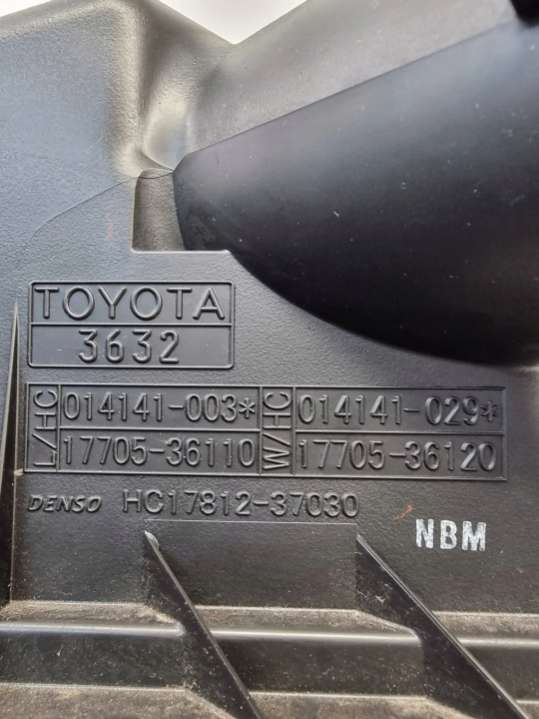 TOYOTA
3632
L/HC 014141-003* W/HC 014141-029*
17705-36110 17705-36120
DENSO HC17812-37030
NBM